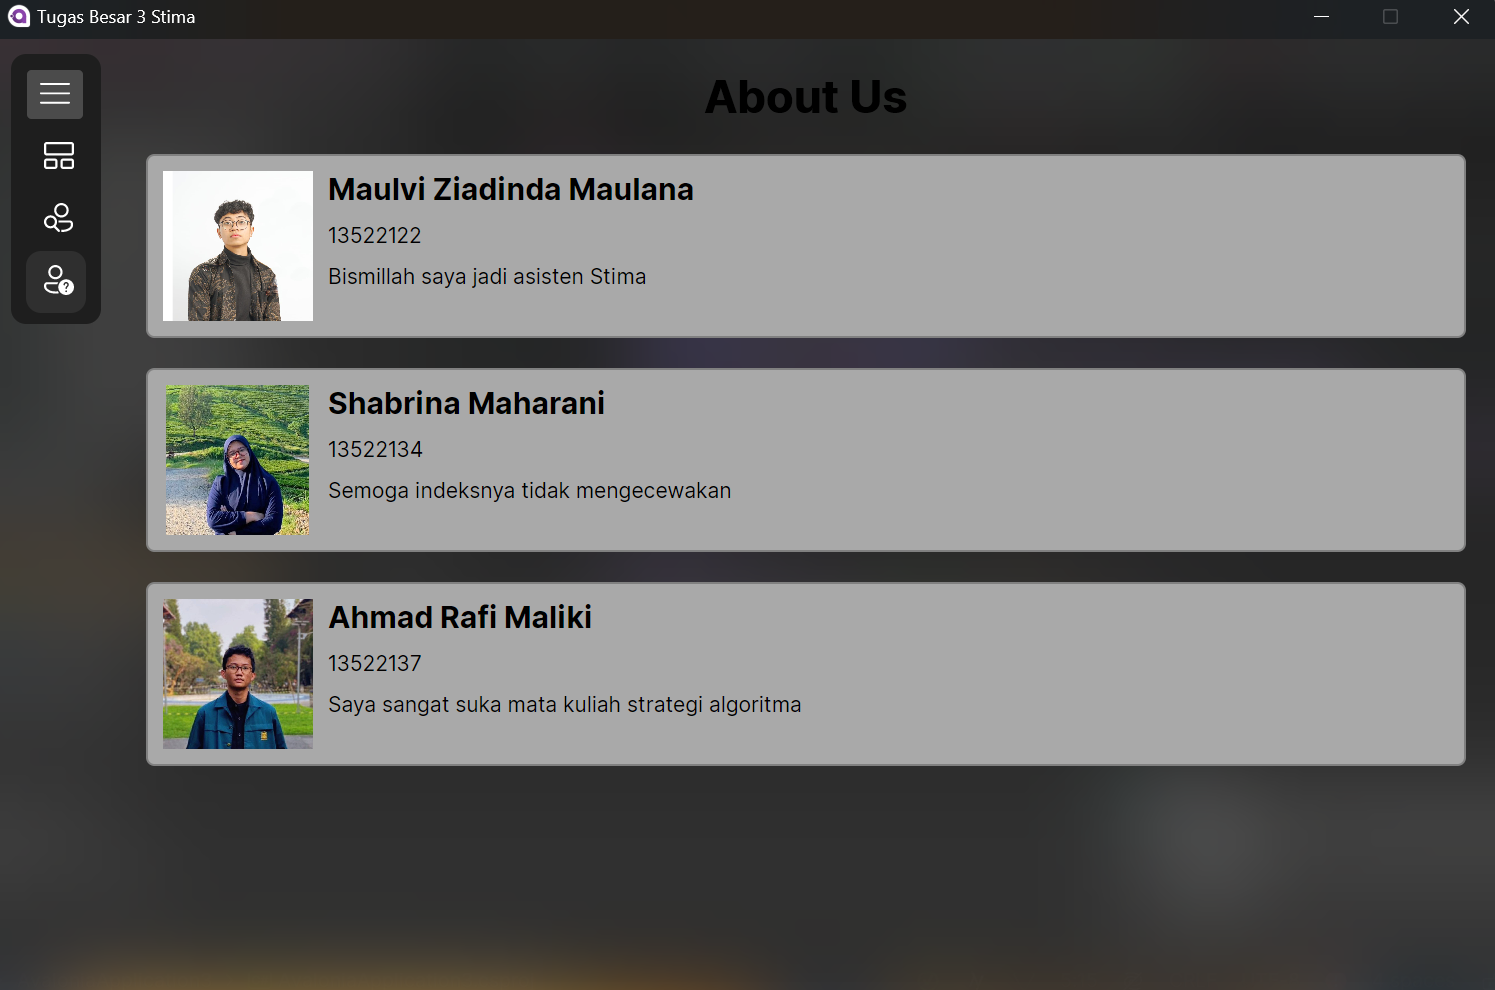 Tugas Besar 3 Stima
About Us
Maulvi Ziadinda Maulana
13522122
Bismillah saya jadi asisten Stima
Shabrina Maharani
13522134
Semoga indeksnya tidak mengecewakan
Ahmad Rafi Maliki
13522137
Saya sangat suka mata kuliah strategi algoritma